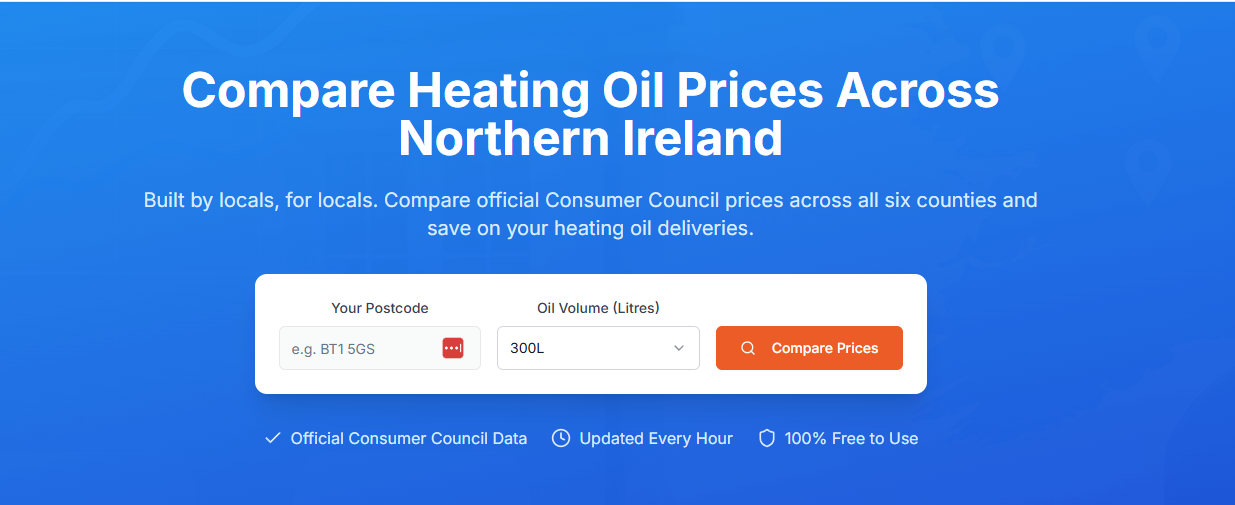 Compare Heating Oil Prices Across
Northern Ireland
Built by locals, for locals. Compare official Consumer Council prices across all six counties and
save on your heating oil deliveries.
Your Postcode
Oil Volume (Litres)
e.g. BT1 5GS
300L
Compare Prices
Official Consumer Council Data
Updated Every Hour
100% Free to Use